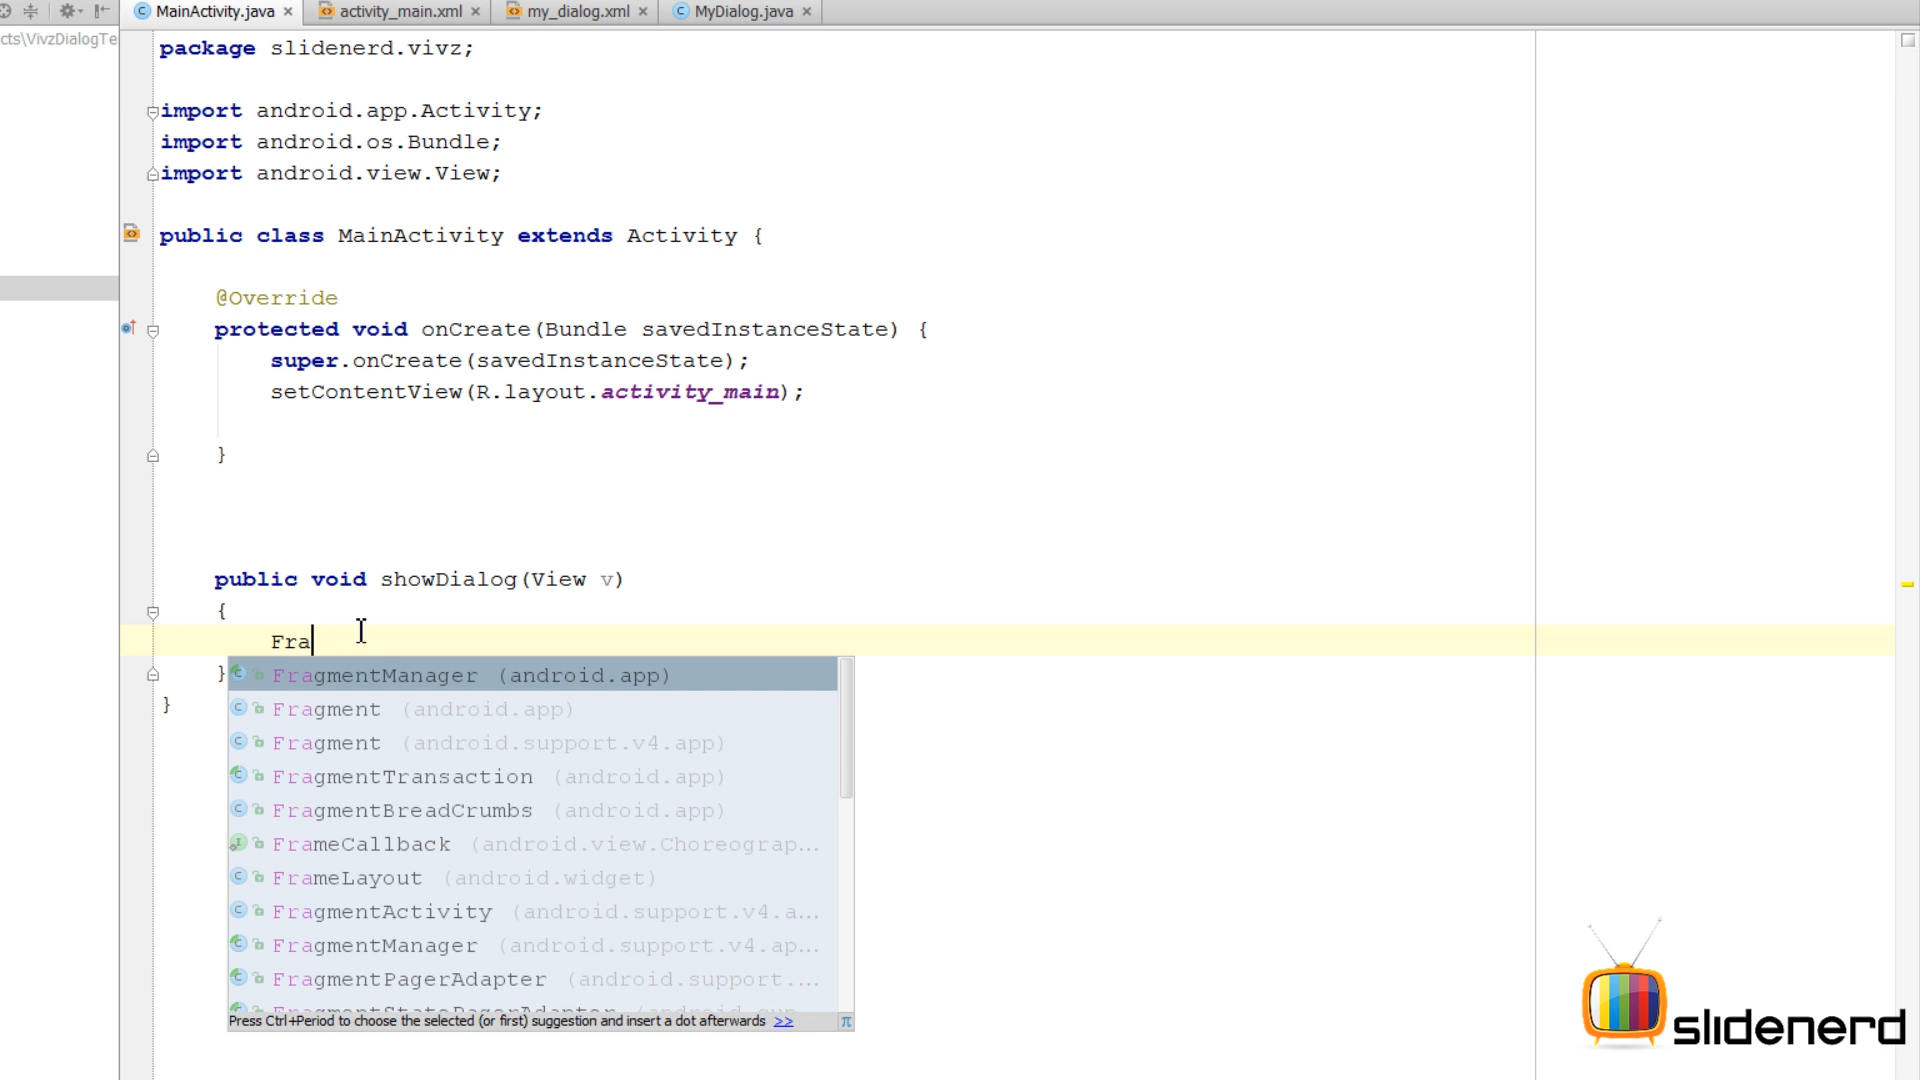 MainActivity.java × activity_main.xml × my_dialog.xml × MyDialog.java ×
cts\VivzDialogTe
package slidenerd.vivz;
import android.app.Activity;
import android.os.Bundle;
import android.view.View;
public class MainActivity extends Activity {
@Override
protected void onCreate(Bundle savedInstanceState) {
super.onCreate(savedInstanceState);
setContentView(R.layout.activity_main);
}
public void showDialog(View v)
{
Fra
}
FragmentManager (android.app)
Fragment (android.app)
}
Fragment (android.support.v4.app)
FragmentTransaction (android.app)
FragmentBreadCrumbs (android.app)
FrameCallback (android.view.Choreograp...
FrameLayout (android.widget)
FragmentActivity (android.support.v4.a...
FragmentManager (android.support.v4.ap...
FragmentPagerAdapter (android.support....
Press Ctrl+Period to choose the selected (or first) suggestion and insert a dot afterwards >> π
slidenerd